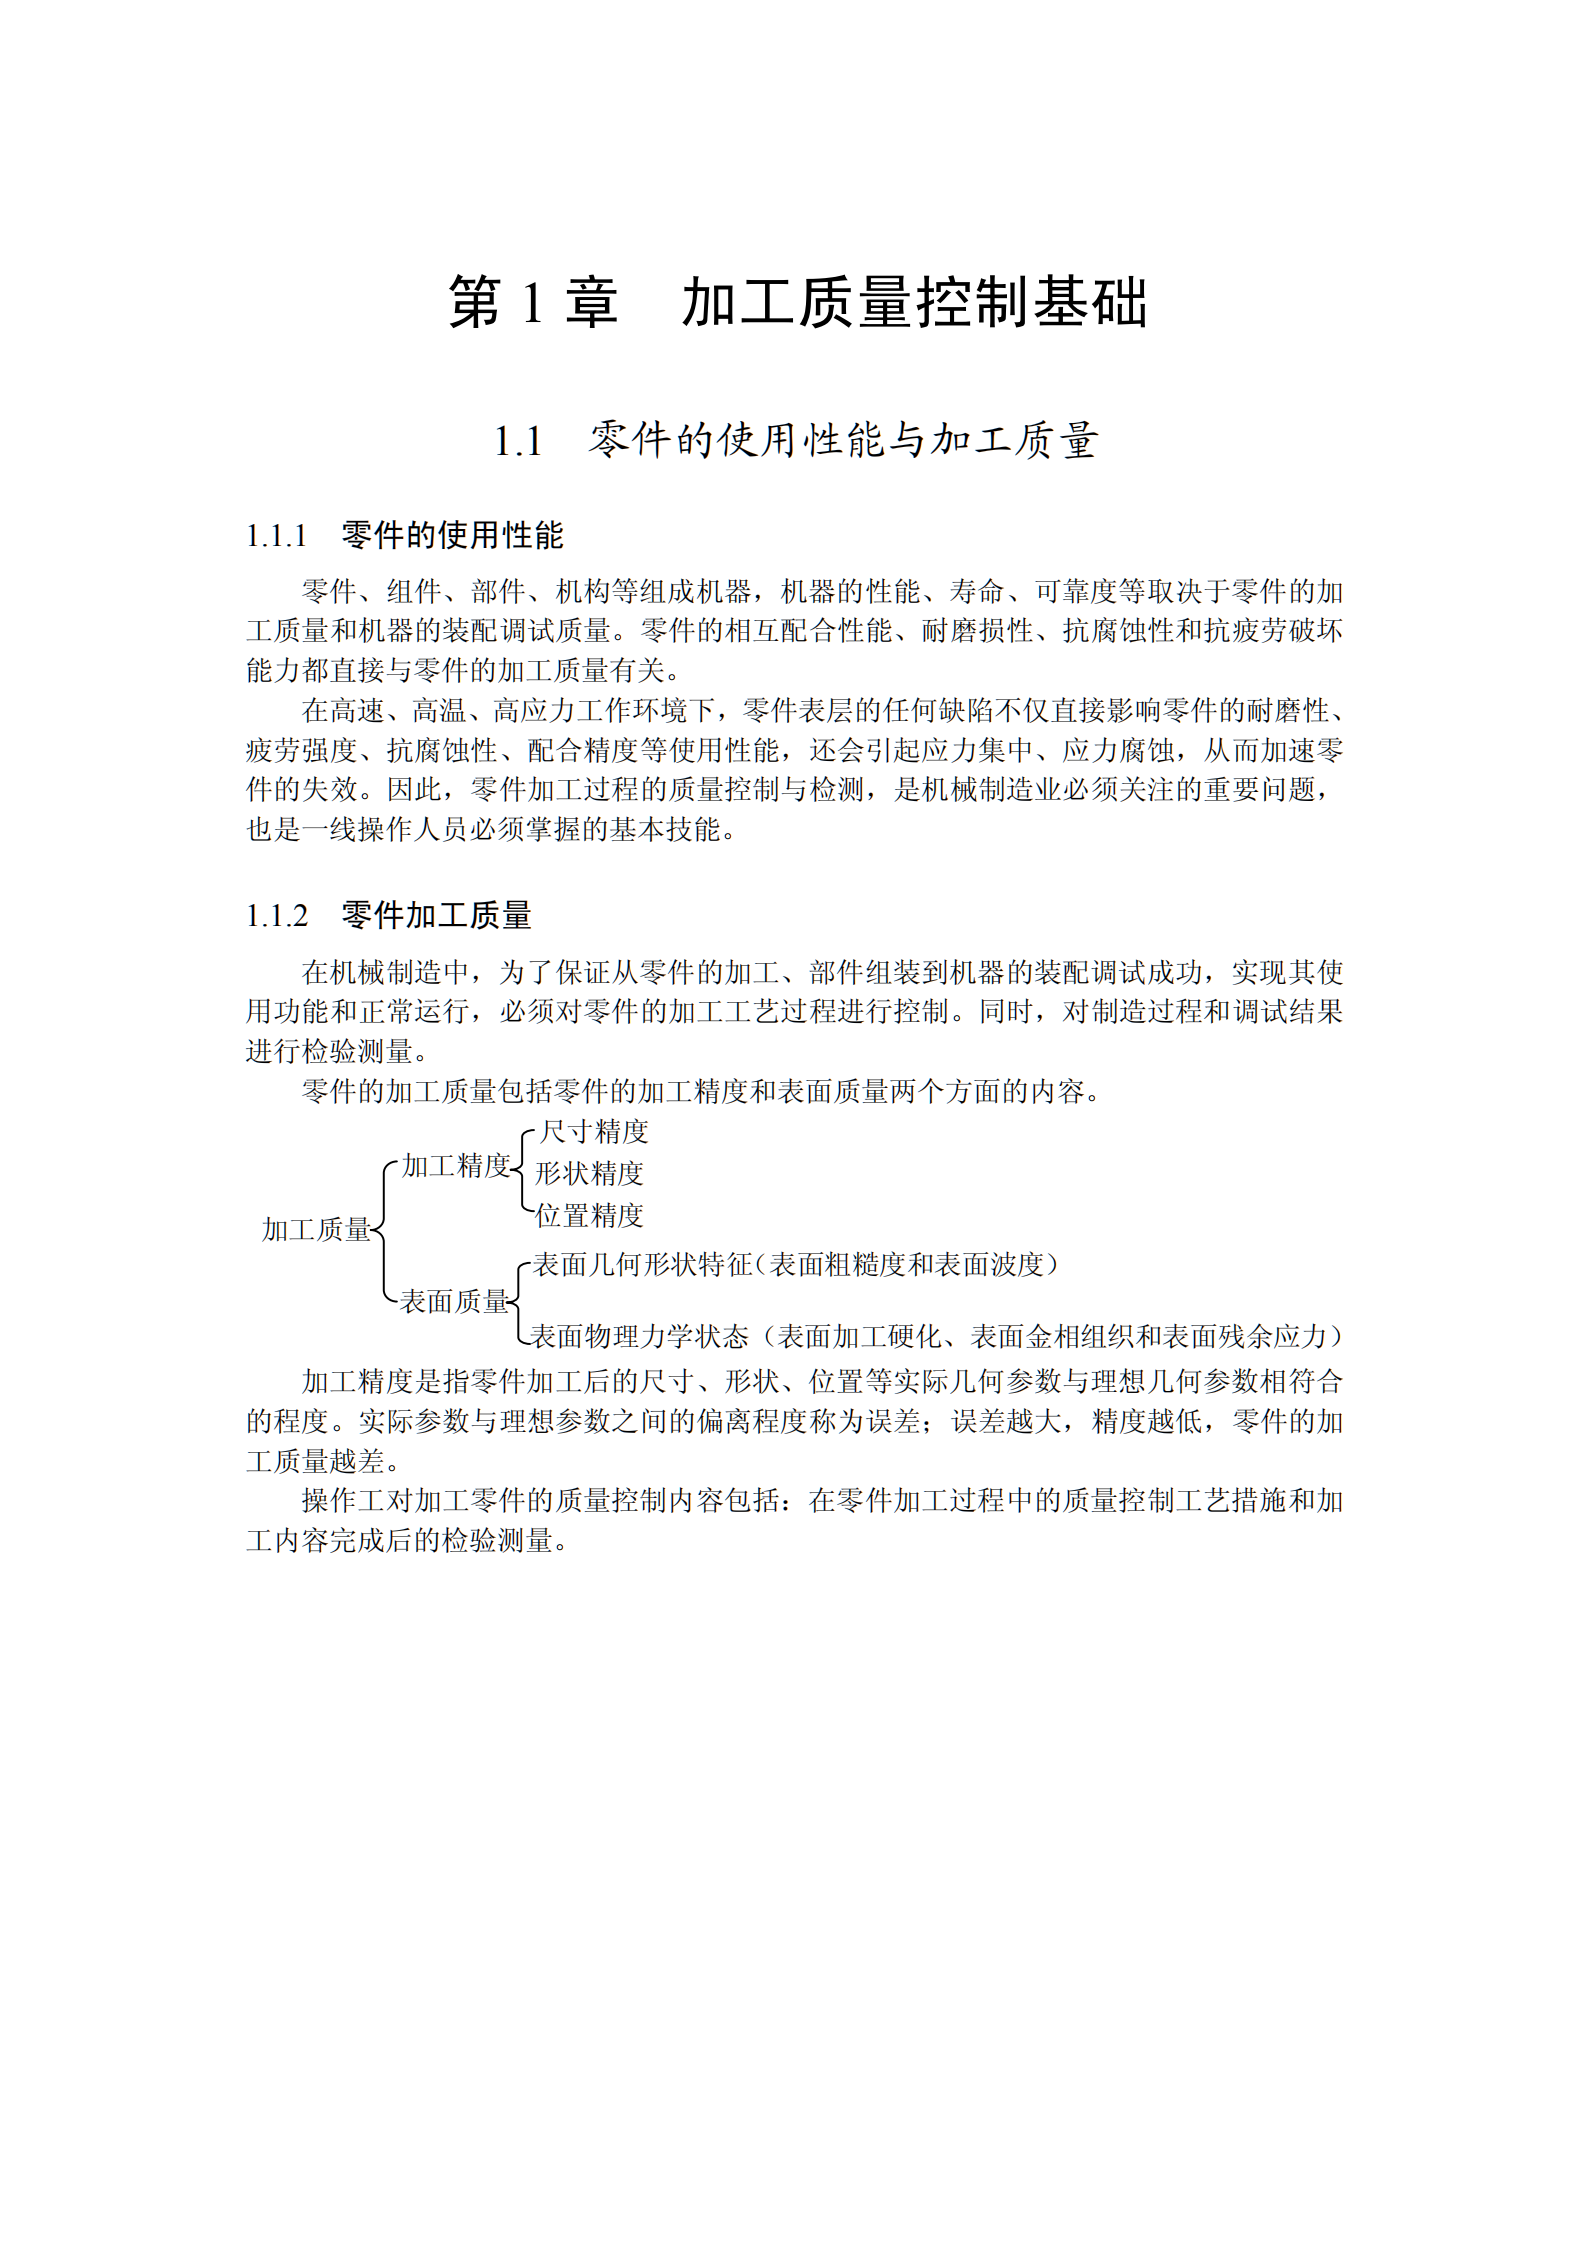 第 1 章　加工质量控制基础
1.1　零件的使用性能与加工质量
1.1.1　零件的使用性能
零件、组件、部件、机构等组成机器，机器的性能、寿命、可靠度等取决于零件的加
工质量和机器的装配调试质量。零件的相互配合性能、耐磨损性、抗腐蚀性和抗疲劳破坏
能力都直接与零件的加工质量有关。
在高速、高温、高应力工作环境下，零件表层的任何缺陷不仅直接影响零件的耐磨性、
疲劳强度、抗腐蚀性、配合精度等使用性能，还会引起应力集中、应力腐蚀，从而加速零
件的失效。因此，零件加工过程的质量控制与检测，是机械制造业必须关注的重要问题，
也是一线操作人员必须掌握的基本技能。
1.1.2　零件加工质量
在机械制造中，为了保证从零件的加工、部件组装到机器的装配调试成功，实现其使
用功能和正常运行，必须对零件的加工工艺过程进行控制。同时，对制造过程和调试结果
进行检验测量。
零件的加工质量包括零件的加工精度和表面质量两个方面的内容。
尺寸精度
加工精度
形状精度
位置精度
加工质量
表面几何形状特征（表面粗糙度和表面波度）
表面质量
表面物理力学状态（表面加工硬化、表面金相组织和表面残余应力）
加工精度是指零件加工后的尺寸、形状、位置等实际几何参数与理想几何参数相符合
的程度。实际参数与理想参数之间的偏离程度称为误差；误差越大，精度越低，零件的加
工质量越差。
操作工对加工零件的质量控制内容包括：在零件加工过程中的质量控制工艺措施和加
工内容完成后的检验测量。